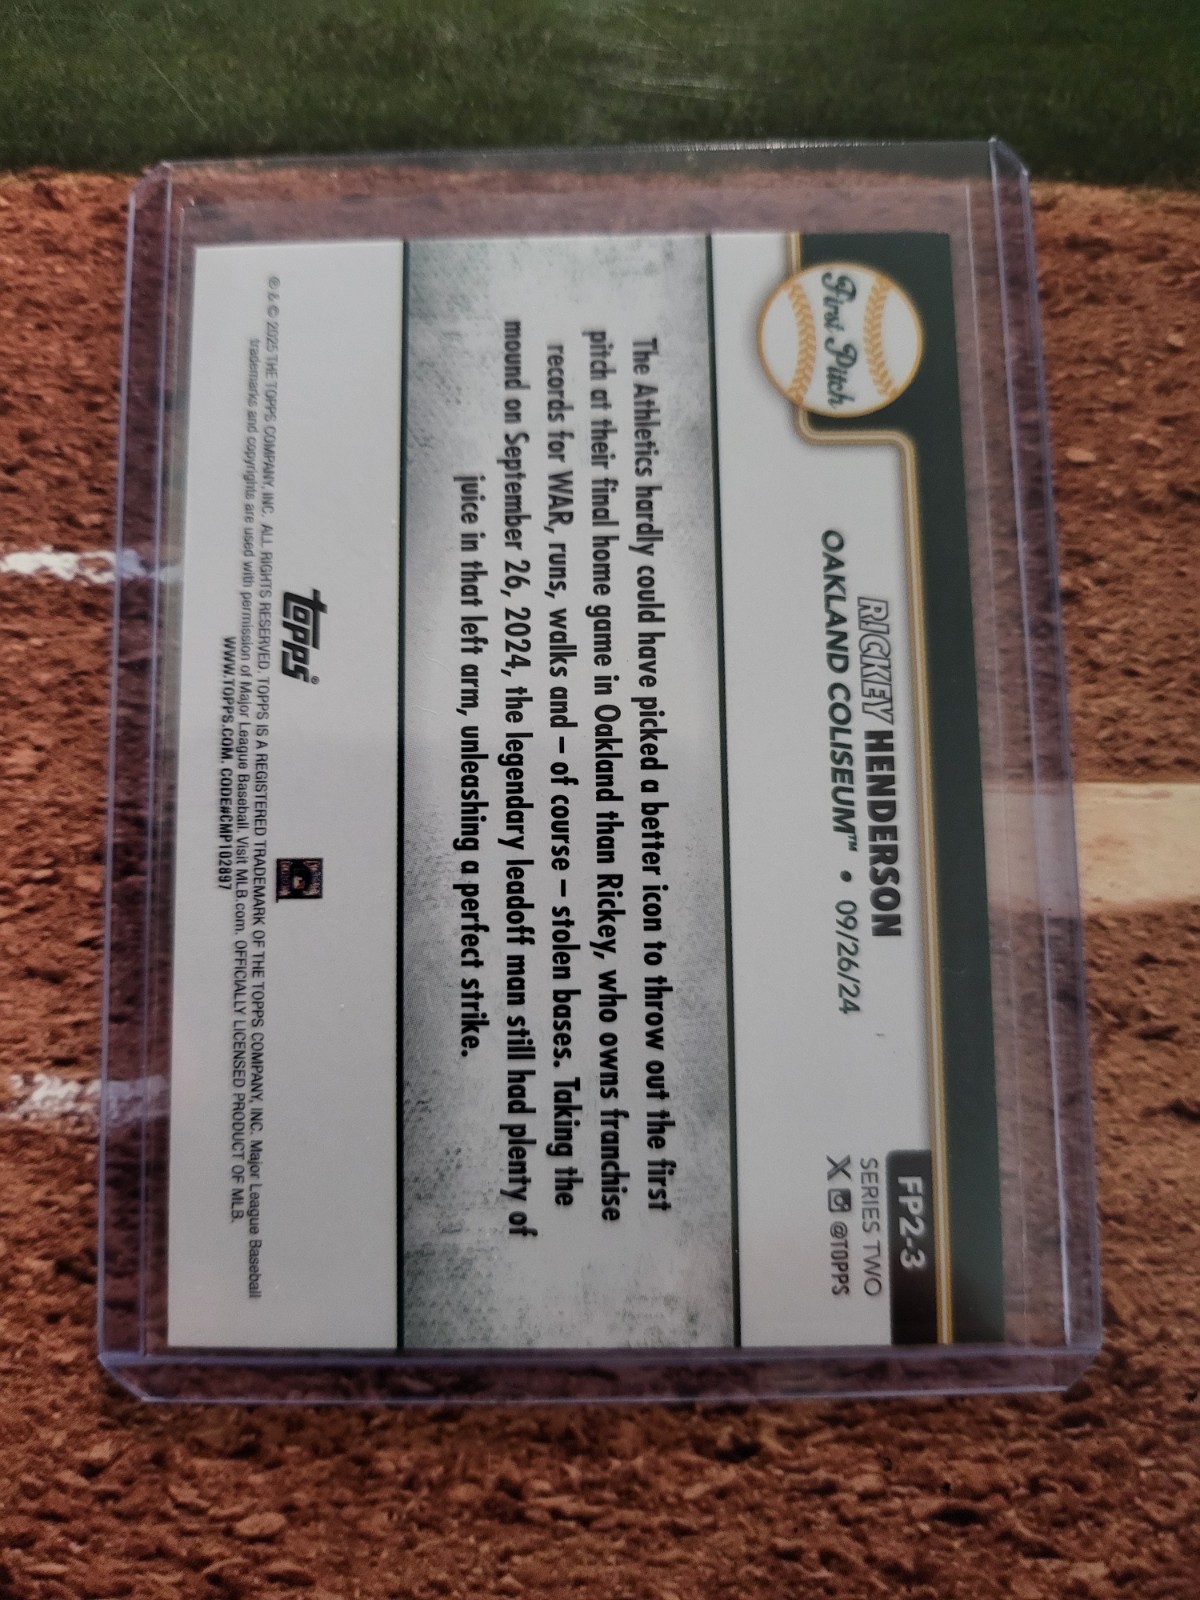 First Pitch
RICKEY HENDERSON
OAKLAND COLISEUM™ • 09/26/24
FP2-3
SERIES TWO
X @TOPPS
The Athletics hardly could have picked a better icon to throw out the first
pitch at their final home game in Oakland than Rickey, who owns franchise
records for WAR, runs, walks and – of course – stolen bases. Taking the
mound on September 26, 2024, the legendary leadoff man still had plenty of
juice in that left arm, unleashing a perfect strike.
topps®
® & © 2025 THE TOPPS COMPANY, INC. ALL RIGHTS RESERVED. TOPPS IS A REGISTERED TRADEMARK OF THE TOPPS COMPANY, INC. Major League Baseball
trademarks and copyrights are used with permission of Major League Baseball. Visit MLB.com. OFFICIALLY LICENSED PRODUCT OF MLB.
WWW.TOPPS.COM. CODE#CMP102897